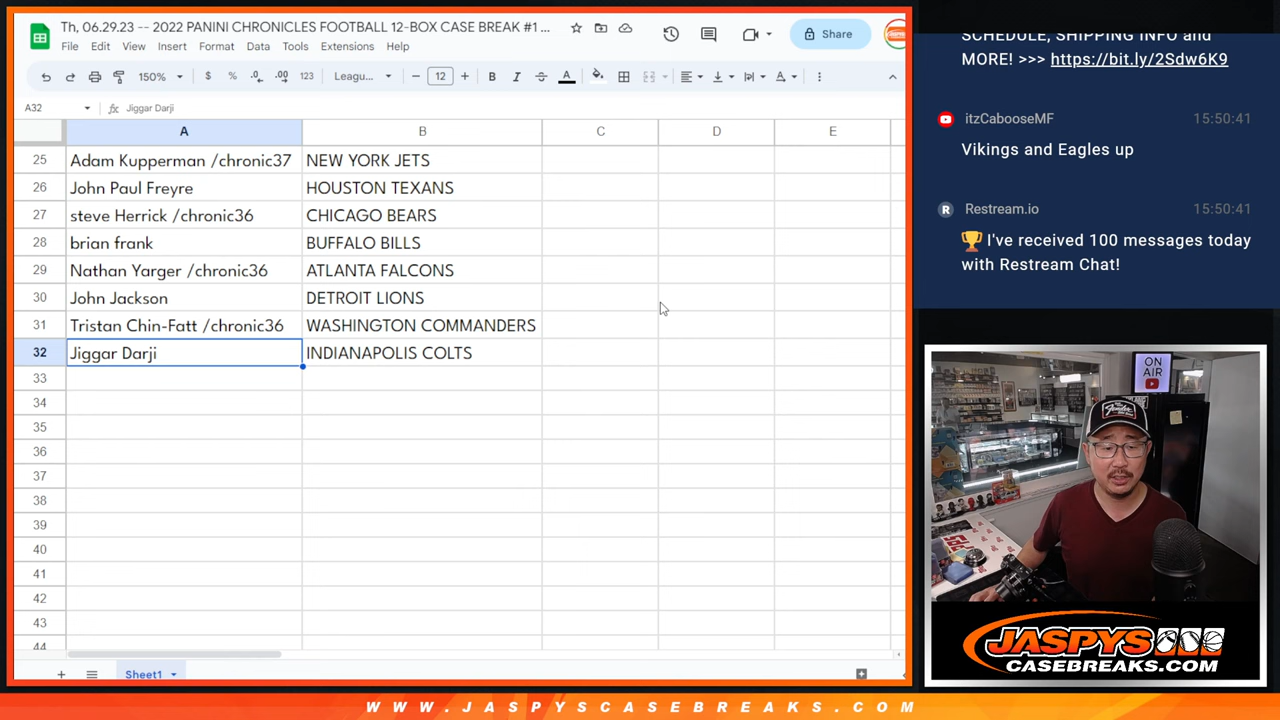 Th, 06.29.23 -- 2022 PANINI CHRONICLES FOOTBALL 12-BOX CASE BREAK #1 ...
Share
File Edit View Insert Format Data Tools Extensions Help
150% $ % .0 .00 123 Leagu... − 12 + B I S A
A32 fx Jiggar Darji
A B C D E
25 Adam Kupperman /chronic37 NEW YORK JETS
26 John Paul Freyre HOUSTON TEXANS
27 steve Herrick /chronic36 CHICAGO BEARS
28 brian frank BUFFALO BILLS
29 Nathan Yarger /chronic36 ATLANTA FALCONS
30 John Jackson DETROIT LIONS
31 Tristan Chin-Fatt /chronic36 WASHINGTON COMMANDERS
32 Jiggar Darji INDIANAPOLIS COLTS
33
34
35
36
37
38
39
40
41
42
43
44
+ Sheet1
SCHEDULE, SHIPPING INFO and
MORE! >>> https://bit.ly/2Sdw6K9
itzCabooseMF 15:50:41
Vikings and Eagles up
R Restream.io 15:50:41
🏆 I've received 100 messages today
with Restream Chat!
ON
AIR
Fender
JASPYS
CASEBREAKS.COM
WWW.JASPYSCASEBREAKS.COM